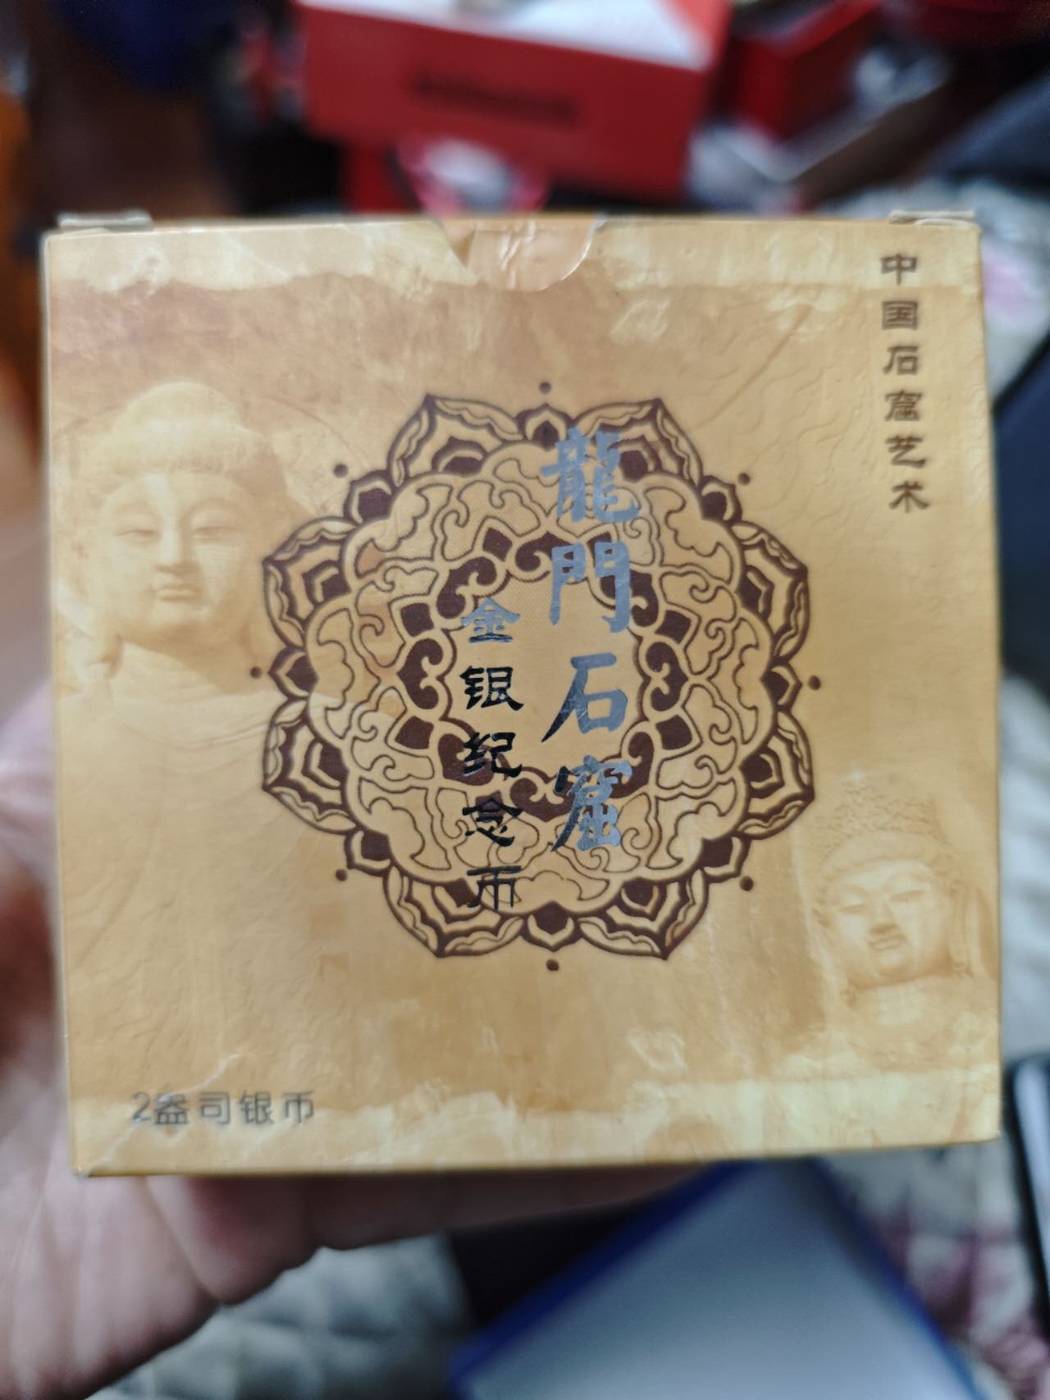 中国石窟艺术
龍門石窟
金银纪念币
2盎司银币